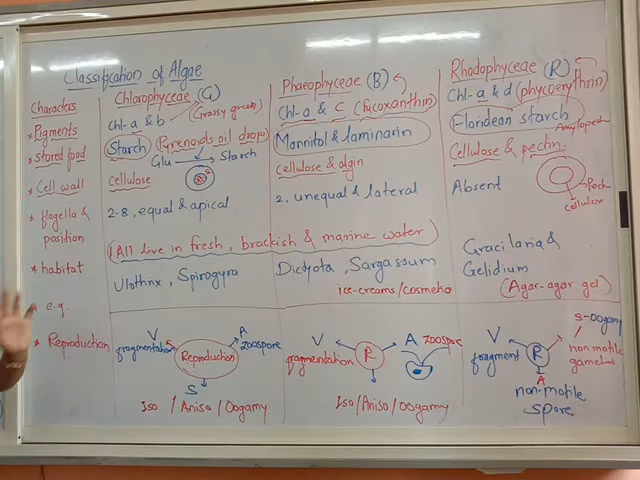 Classification of Algae
Characters
* Pigments
* stored food
* Cell wall
* flagella & position
* habitat
* e.g.
* Reproduction
Chlorophyceae (G)
Chl-a & b (Grassy green)
Starch (Pyrenoids oil drops)
Glu → Starch
Cellulose
2-8, equal & apical
(All live in fresh, brackish & marine water)
Ulothrix, Spirogyra
V
fragmentation
Reproduction
A
zoospore
S
Iso / Aniso / Oogamy
Phaeophyceae (B)
Chl-a & c (fucoxanthin)
Mannitol & laminarin
Cellulose & algin
2, unequal & lateral
Dictyota, Sargassum
ice-creams/cosmetic
V
fragmentation
R
A zoospore
Iso/Aniso/oogamy
Rhodophyceae (R)
Chl-a & d (phycoerythrin)
Floridean starch
Amylopect
Cellulose & pectin
Absent
Pect
cellulose
Gracilaria &
Gelidium
(Agar-agar gel)
V
fragment
R
S-Oogamy
non motile
gametes
A
non-motile
spore